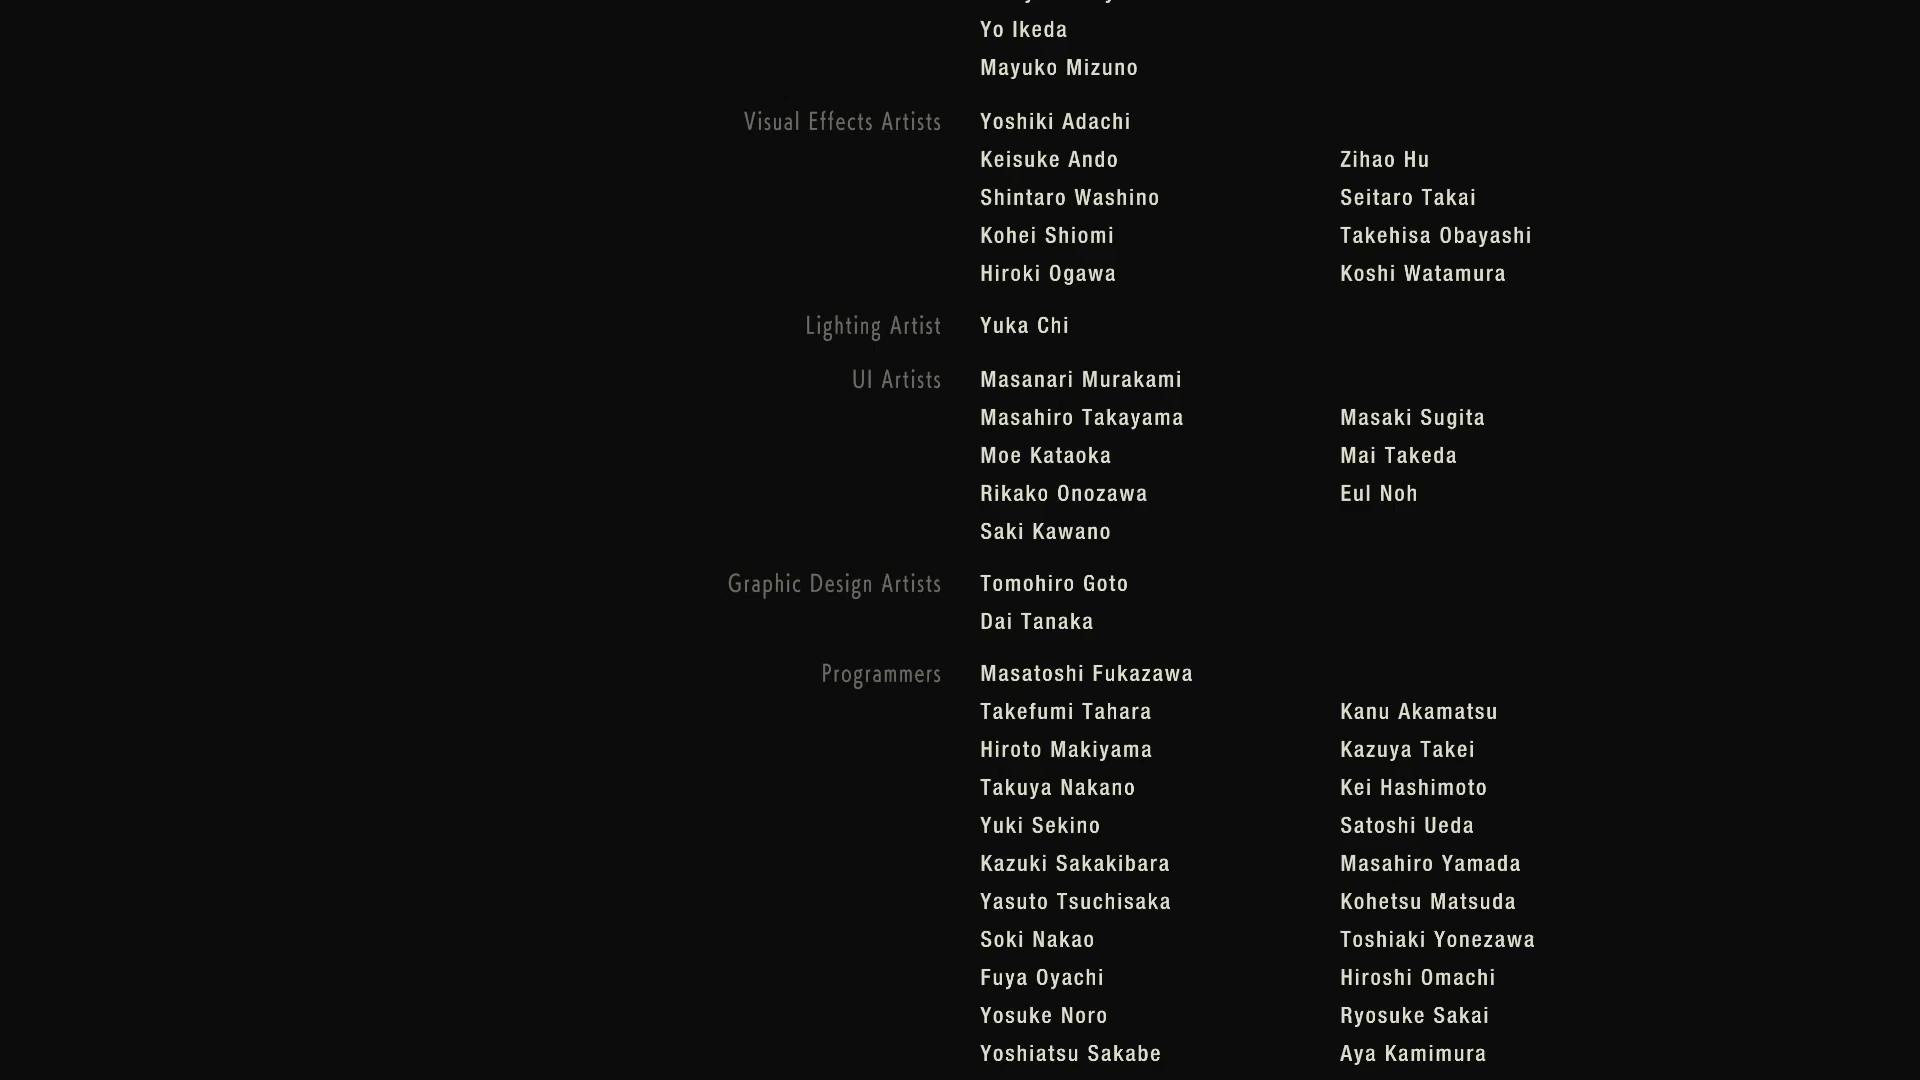 Yo Ikeda
Mayuko Mizuno
Visual Effects Artists Yoshiki Adachi
Keisuke Ando Zihao Hu
Shintaro Washino Seitaro Takai
Kohei Shiomi Takehisa Obayashi
Hiroki Ogawa Koshi Watamura
Lighting Artist Yuka Chi
UI Artists Masanari Murakami
Masahiro Takayama Masaki Sugita
Moe Kataoka Mai Takeda
Rikako Onozawa Eul Noh
Saki Kawano
Graphic Design Artists Tomohiro Goto
Dai Tanaka
Programmers Masatoshi Fukazawa
Takefumi Tahara Kanu Akamatsu
Hiroto Makiyama Kazuya Takei
Takuya Nakano Kei Hashimoto
Yuki Sekino Satoshi Ueda
Kazuki Sakakibara Masahiro Yamada
Yasuto Tsuchisaka Kohetsu Matsuda
Soki Nakao Toshiaki Yonezawa
Fuya Oyachi Hiroshi Omachi
Yosuke Noro Ryosuke Sakai
Yoshiatsu Sakabe Aya Kamimura